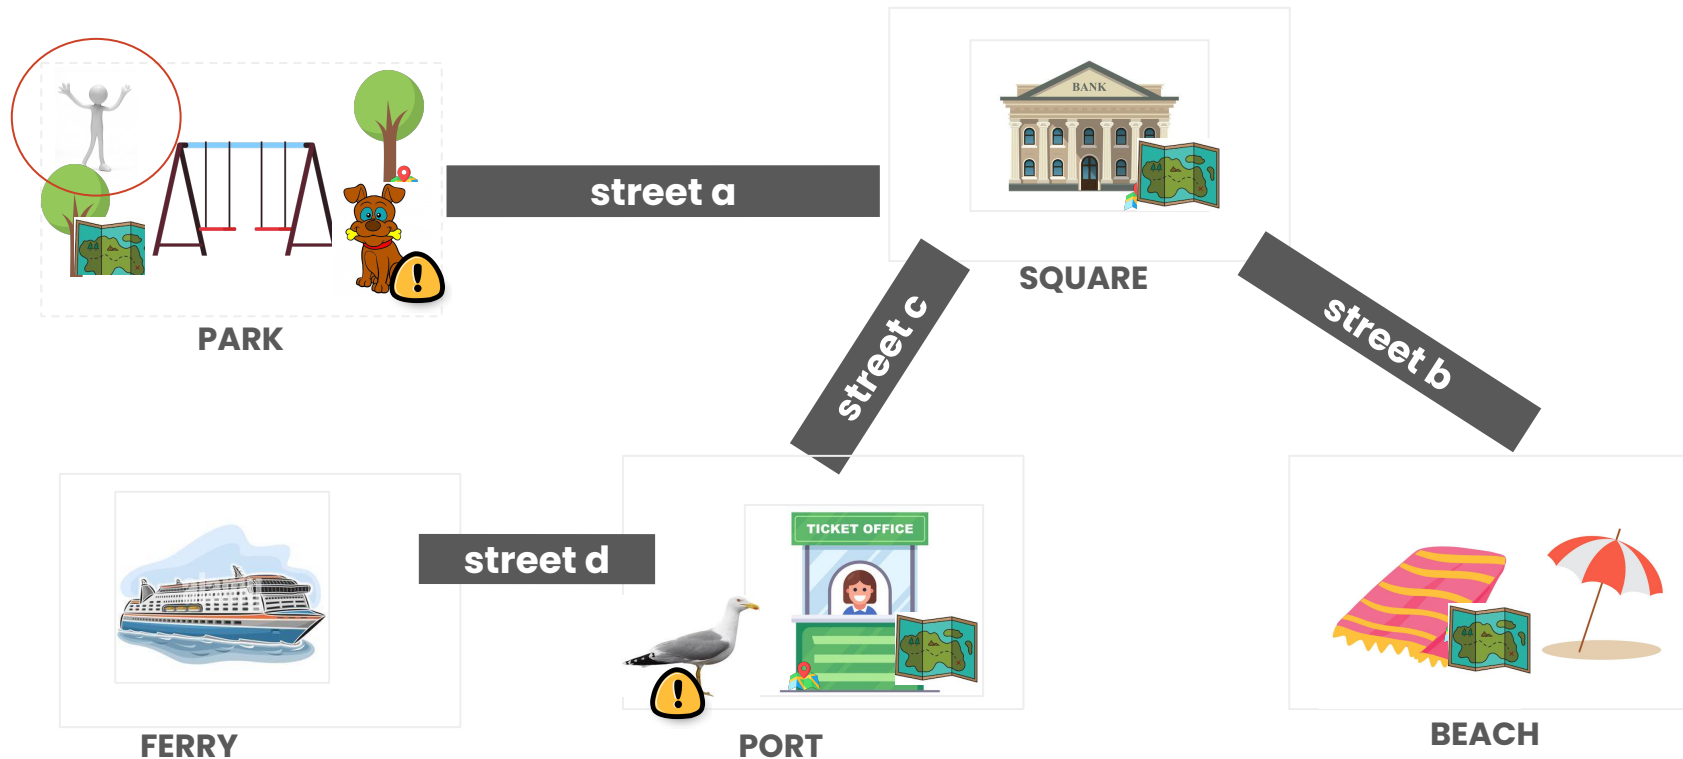 BANK
street a
SQUARE
PARK
street c
street b
TICKET OFFICE
street d
FERRY
PORT
BEACH